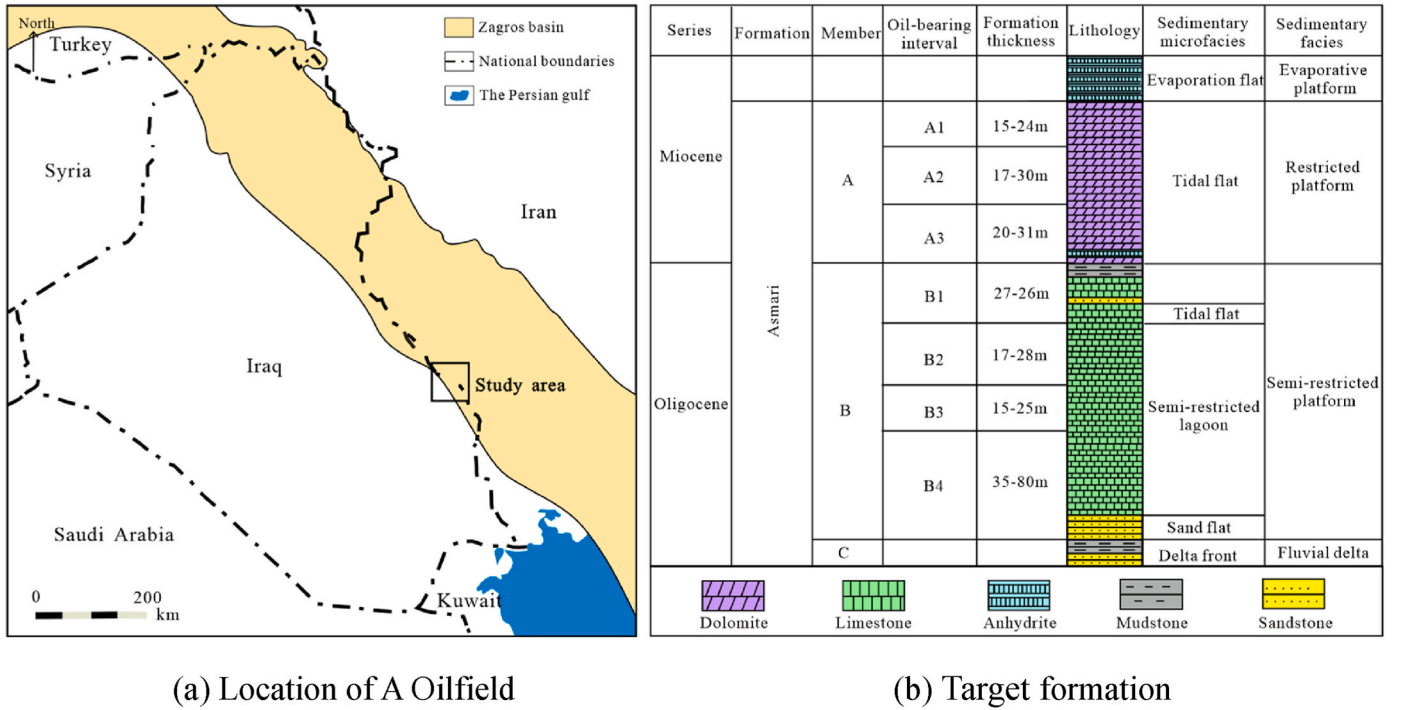 North
Turkey
Syria
Iran
Iraq
Study area
Saudi Arabia
Kuwait
0 200
km
Zagros basin
National boundaries
The Persian gulf
(a) Location of A Oilfield
Series
Formation
Member
Oil-bearing
interval
Formation
thickness
Lithology
Sedimentary
microfacies
Sedimentary
facies
Evaporation flat
Evaporative
platform
Miocene
Asmari
A
A1
15-24m
A2
17-30m
A3
20-31m
Tidal flat
Restricted
platform
Oligocene
B
B1
27-26m
Tidal flat
B2
17-28m
B3
15-25m
B4
35-80m
Semi-restricted
lagoon
Sand flat
Semi-restricted
platform
C
Delta front
Fluvial delta
Dolomite
Limestone
Anhydrite
Mudstone
Sandstone
(b) Target formation